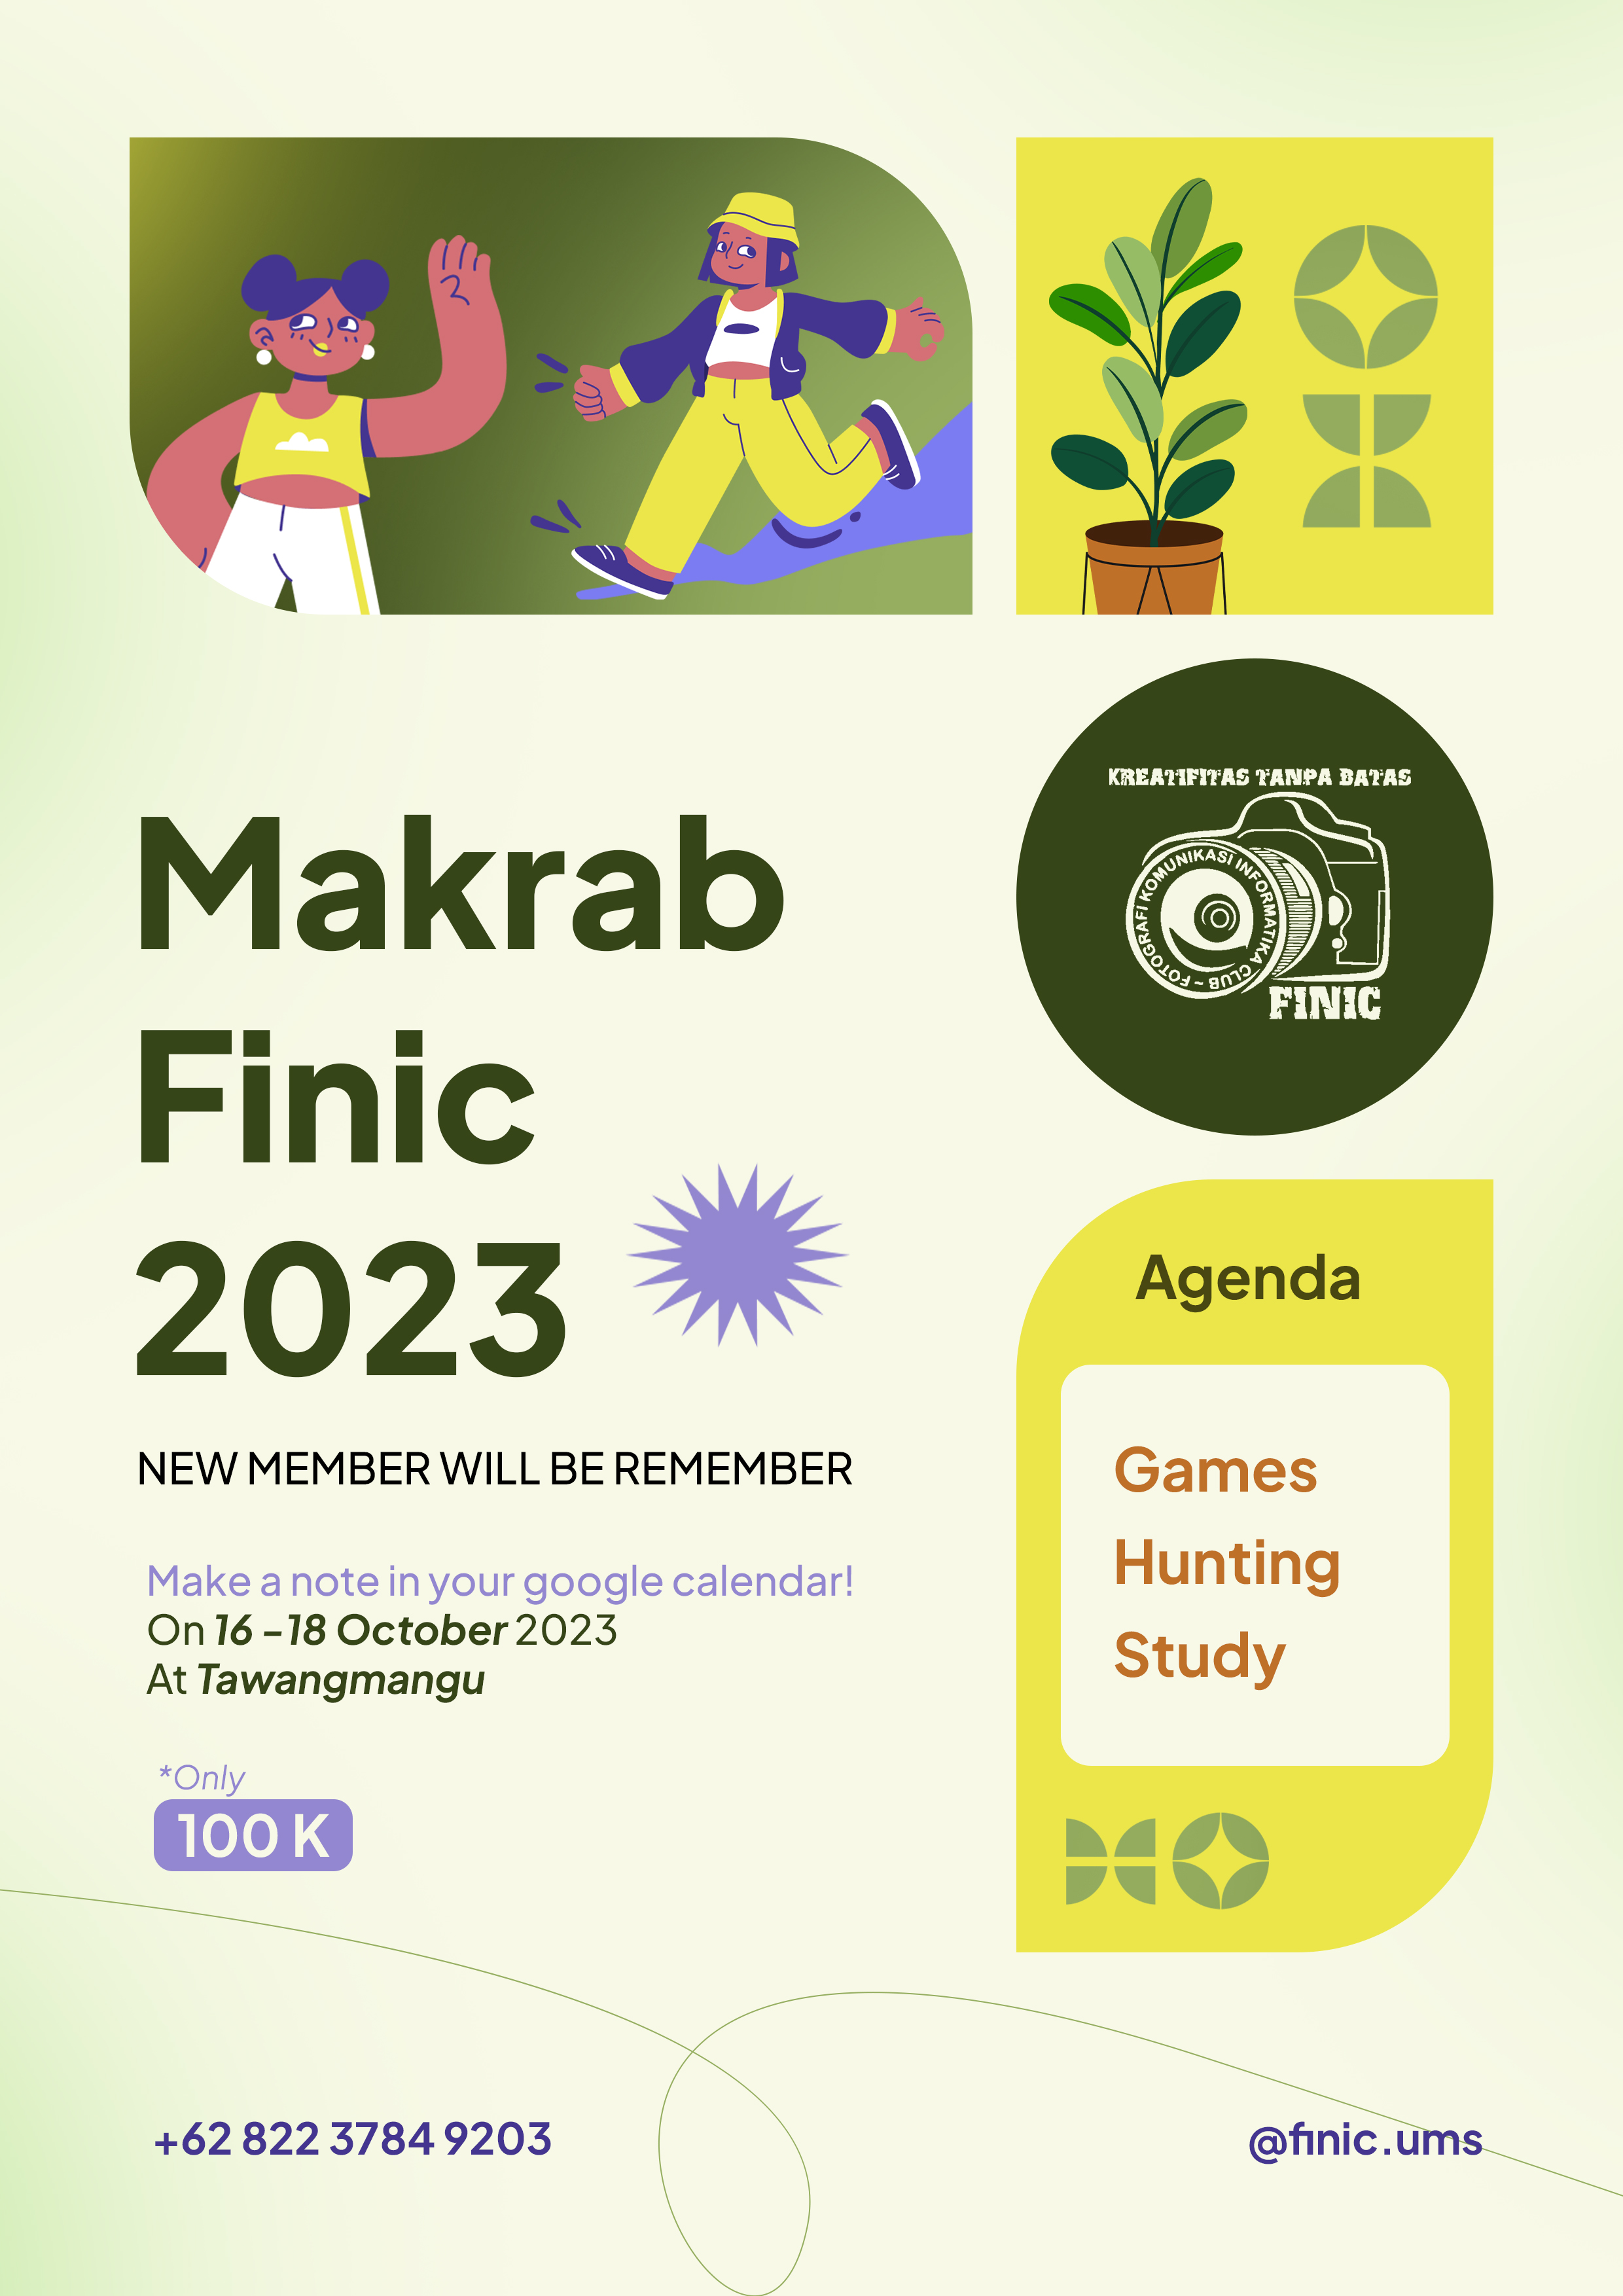 KREATIFITAS TANPA BATAS
FOTOGRAFI KOMUNIKASI INFORMATIKA CLUB ~
FINIC
Makrab
Finic
2023
NEW MEMBER WILL BE REMEMBER
Make a note in your google calendar!
On 16 – 18 October 2023
At Tawangmangu
*Only
100 K
Agenda
Games
Hunting
Study
+62 822 3784 9203
@finic.ums